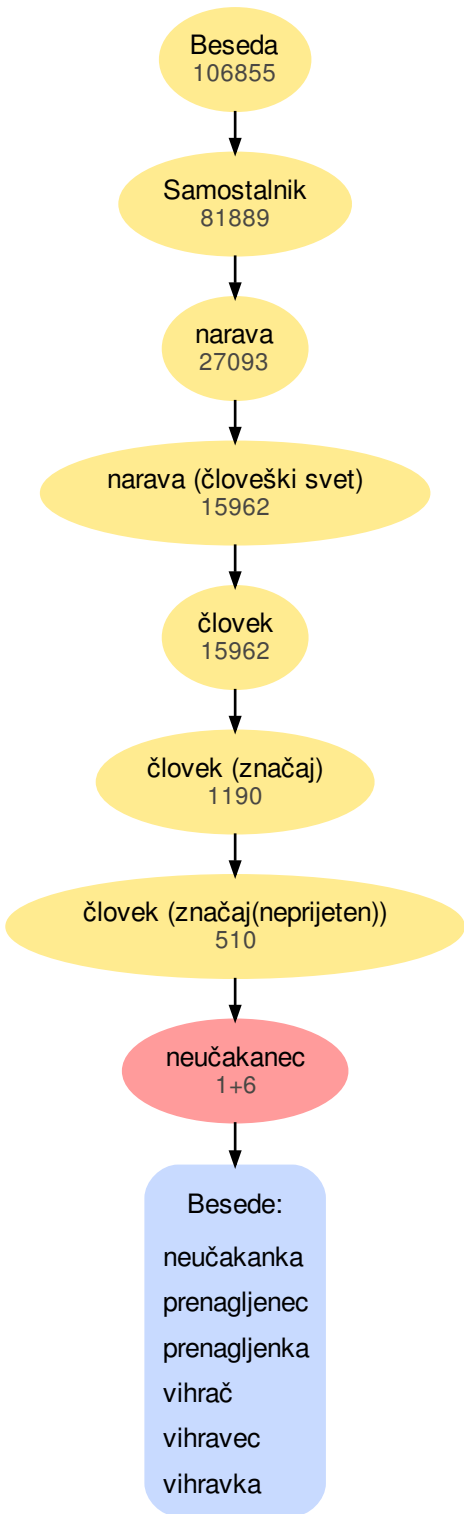 Beseda
106855
Samostalnik
81889
narava
27093
narava (človeški svet)
15962
človek
15962
človek (značaj)
1190
človek (značaj(neprijeten))
510
neučakanec
1+6
Besede:
neučakanka
prenagljenec
prenagljenka
vihrač
vihravec
vihravka